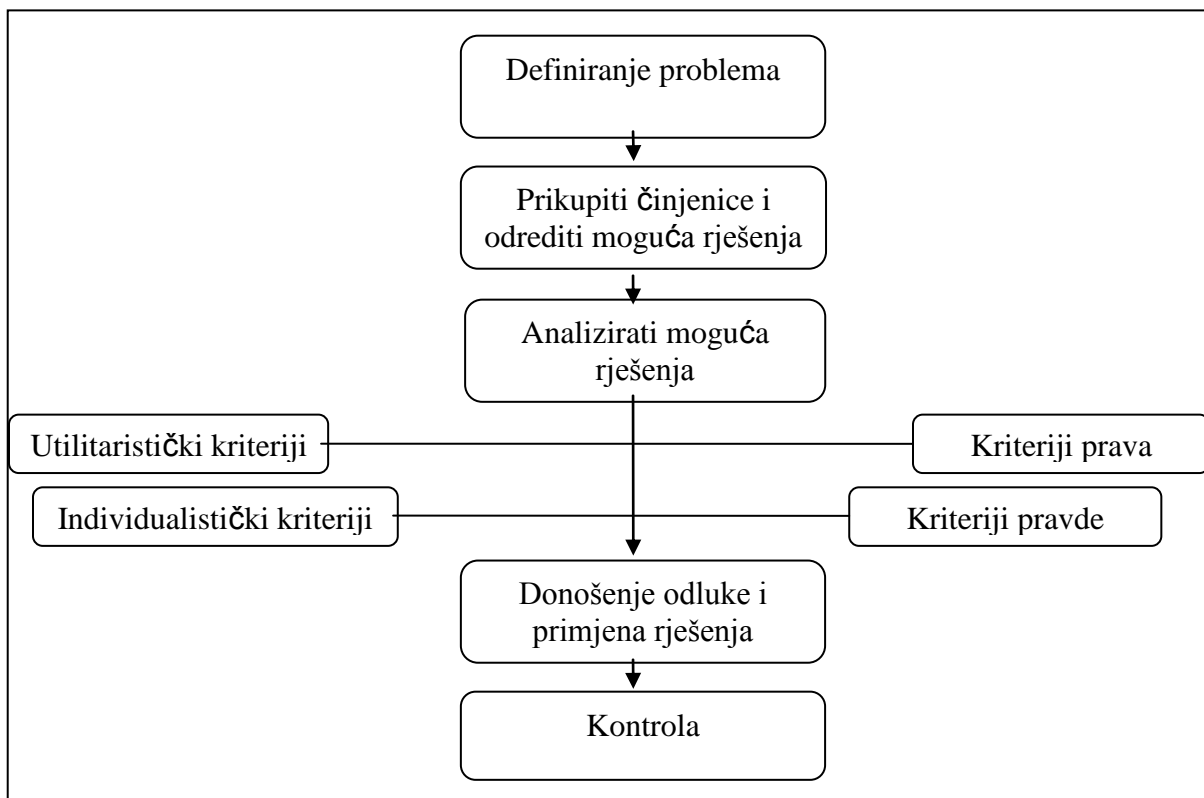 Definiranje problema
Prikupiti činjenice i
odrediti moguća rješenja
Analizirati moguća
rješenja
Utilitaristički kriteriji
Kriteriji prava
Individualistički kriteriji
Kriteriji pravde
Donošenje odluke i
primjena rješenja
Kontrola